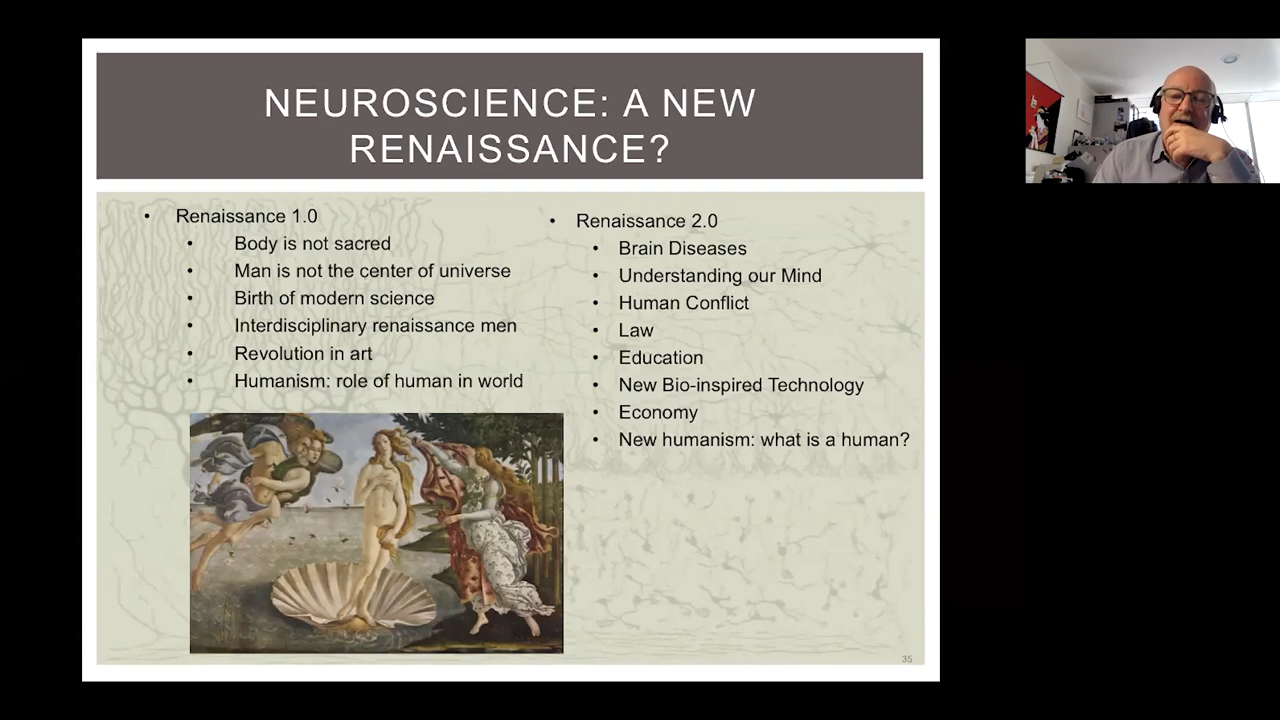 NEUROSCIENCE: A NEW
RENAISSANCE?
• Renaissance 1.0
• Body is not sacred
• Man is not the center of universe
• Birth of modern science
• Interdisciplinary renaissance men
• Revolution in art
• Humanism: role of human in world
• Renaissance 2.0
• Brain Diseases
• Understanding our Mind
• Human Conflict
• Law
• Education
• New Bio-inspired Technology
• Economy
• New humanism: what is a human?
35